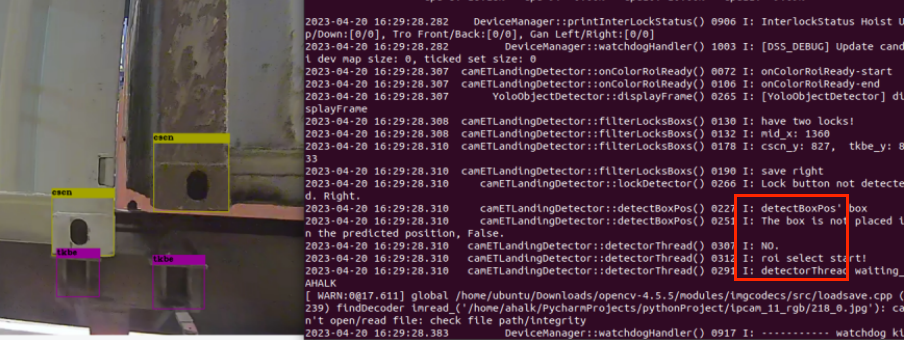 cscn
cscn
tkbe
tkbe
2023-04-20 16:29:28.282 DeviceManager::printInterLockStatus() 0906 I: InterlockStatus Hoist U
p/Down:[0/0], Tro Front/Back:[0/0], Gan Left/Right:[0/0]
2023-04-20 16:29:28.282 DeviceManager::watchdogHandler() 1003 I: [DSS_DEBUG] Update cand
i dev map size: 0, ticked set size: 0
2023-04-20 16:29:28.307 camETLandingDetector::onColorRoiReady() 0072 I: onColorRoiReady-start
2023-04-20 16:29:28.307 camETLandingDetector::onColorRoiReady() 0106 I: onColorRoiReady-end
2023-04-20 16:29:28.307 YoloObjectDetector::displayFrame() 0265 I: [YoloObjectDetector] di
splayFrame
2023-04-20 16:29:28.308 camETLandingDetector::filterLocksBoxs() 0130 I: have two locks!
2023-04-20 16:29:28.308 camETLandingDetector::filterLocksBoxs() 0132 I: mid_x: 1360
2023-04-20 16:29:28.310 camETLandingDetector::filterLocksBoxs() 0178 I: cscn_y: 827, tkbe_y: 8
33
2023-04-20 16:29:28.310 camETLandingDetector::filterLocksBoxs() 0190 I: save right
2023-04-20 16:29:28.310 camETLandingDetector::lockDetector() 0266 I: Lock button not detecte
d. Right.
2023-04-20 16:29:28.310 camETLandingDetector::detectBoxPos() 0227 I: detectBoxPos' box
2023-04-20 16:29:28.310 camETLandingDetector::detectBoxPos() 0251 I: The box is not placed i
n the predicted position, False.
2023-04-20 16:29:28.310 camETLandingDetector::detectorThread() 0307 I: NO.
2023-04-20 16:29:28.310 camETLandingDetector::detectorThread() 0312 I: roi select start!
2023-04-20 16:29:28.310 camETLandingDetector::detectorThread() 0291 I: detectorThread waiting_
AHALK
[ WARN:0@17.611] global /home/ubuntu/Downloads/opencv-4.5.5/modules/imgcodecs/src/loadsave.cpp (
239) findDecoder imread_('/home/ahalk/PycharmProjects/pythonProject/ipcam_11_rgb/218_0.jpg'): ca
n't open/read file: check file path/integrity
2023-04-20 16:29:28.383 DeviceManager::watchdogHandler() 0917 I: ----------- watchdog ki